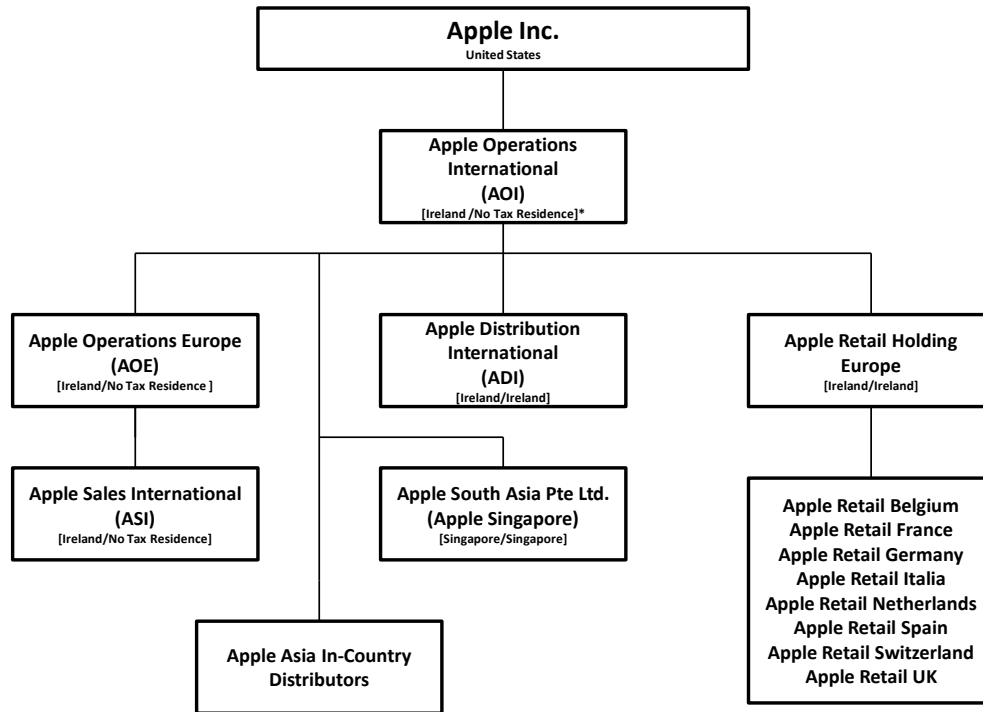 Apple Inc.
United States
Apple Operations
International
(AOI)
[Ireland /No Tax Residence]*
Apple Operations Europe
(AOE)
[Ireland/No Tax Residence ]
Apple Distribution
International
(ADI)
[Ireland/Ireland]
Apple Retail Holding
Europe
[Ireland/Ireland]
Apple Sales International
(ASI)
[Ireland/No Tax Residence]
Apple South Asia Pte Ltd.
(Apple Singapore)
[Singapore/Singapore]
Apple Retail Belgium
Apple Retail France
Apple Retail Germany
Apple Retail Italia
Apple Retail Netherlands
Apple Retail Spain
Apple Retail Switzerland
Apple Retail UK
Apple Asia In-Country
Distributors